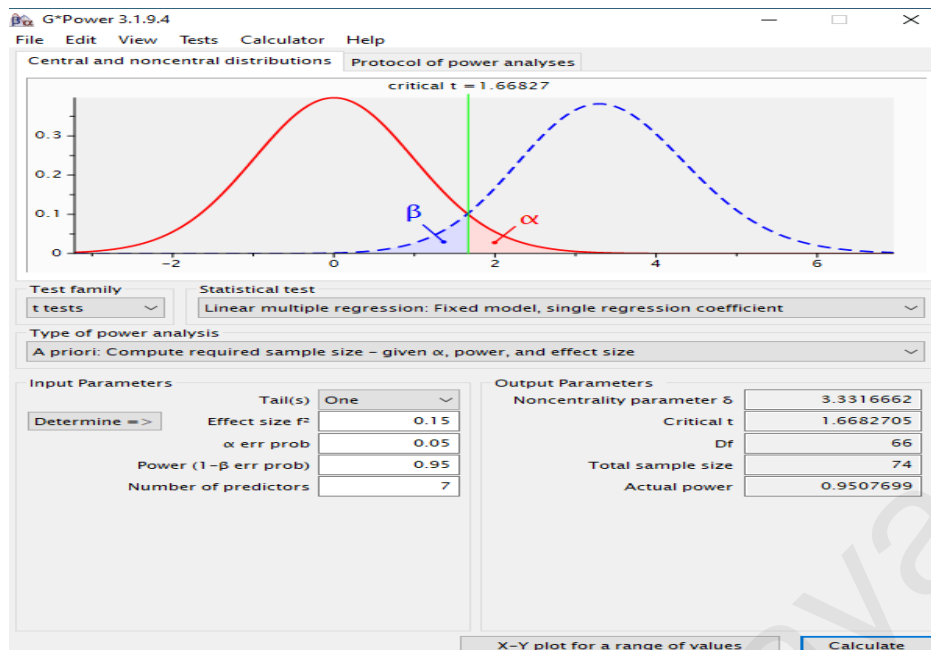 G*Power 3.1.9.4
File Edit View Tests Calculator Help
Central and noncentral distributions Protocol of power analyses
critical t = 1.66827
0.3
0.2
0.1
0
β
α
-2 0 2 4 6
Test family Statistical test
t tests Linear multiple regression: Fixed model, single regression coefficient
Type of power analysis
A priori: Compute required sample size - given α, power, and effect size
Input Parameters Output Parameters
Tail(s) One Noncentrality parameter δ 3.3316662
Determine => Effect size f² 0.15 Critical t 1.6682705
α err prob 0.05 Df 66
Power (1-β err prob) 0.95 Total sample size 74
Number of predictors 7 Actual power 0.9507699
X-Y plot for a range of values Calculate